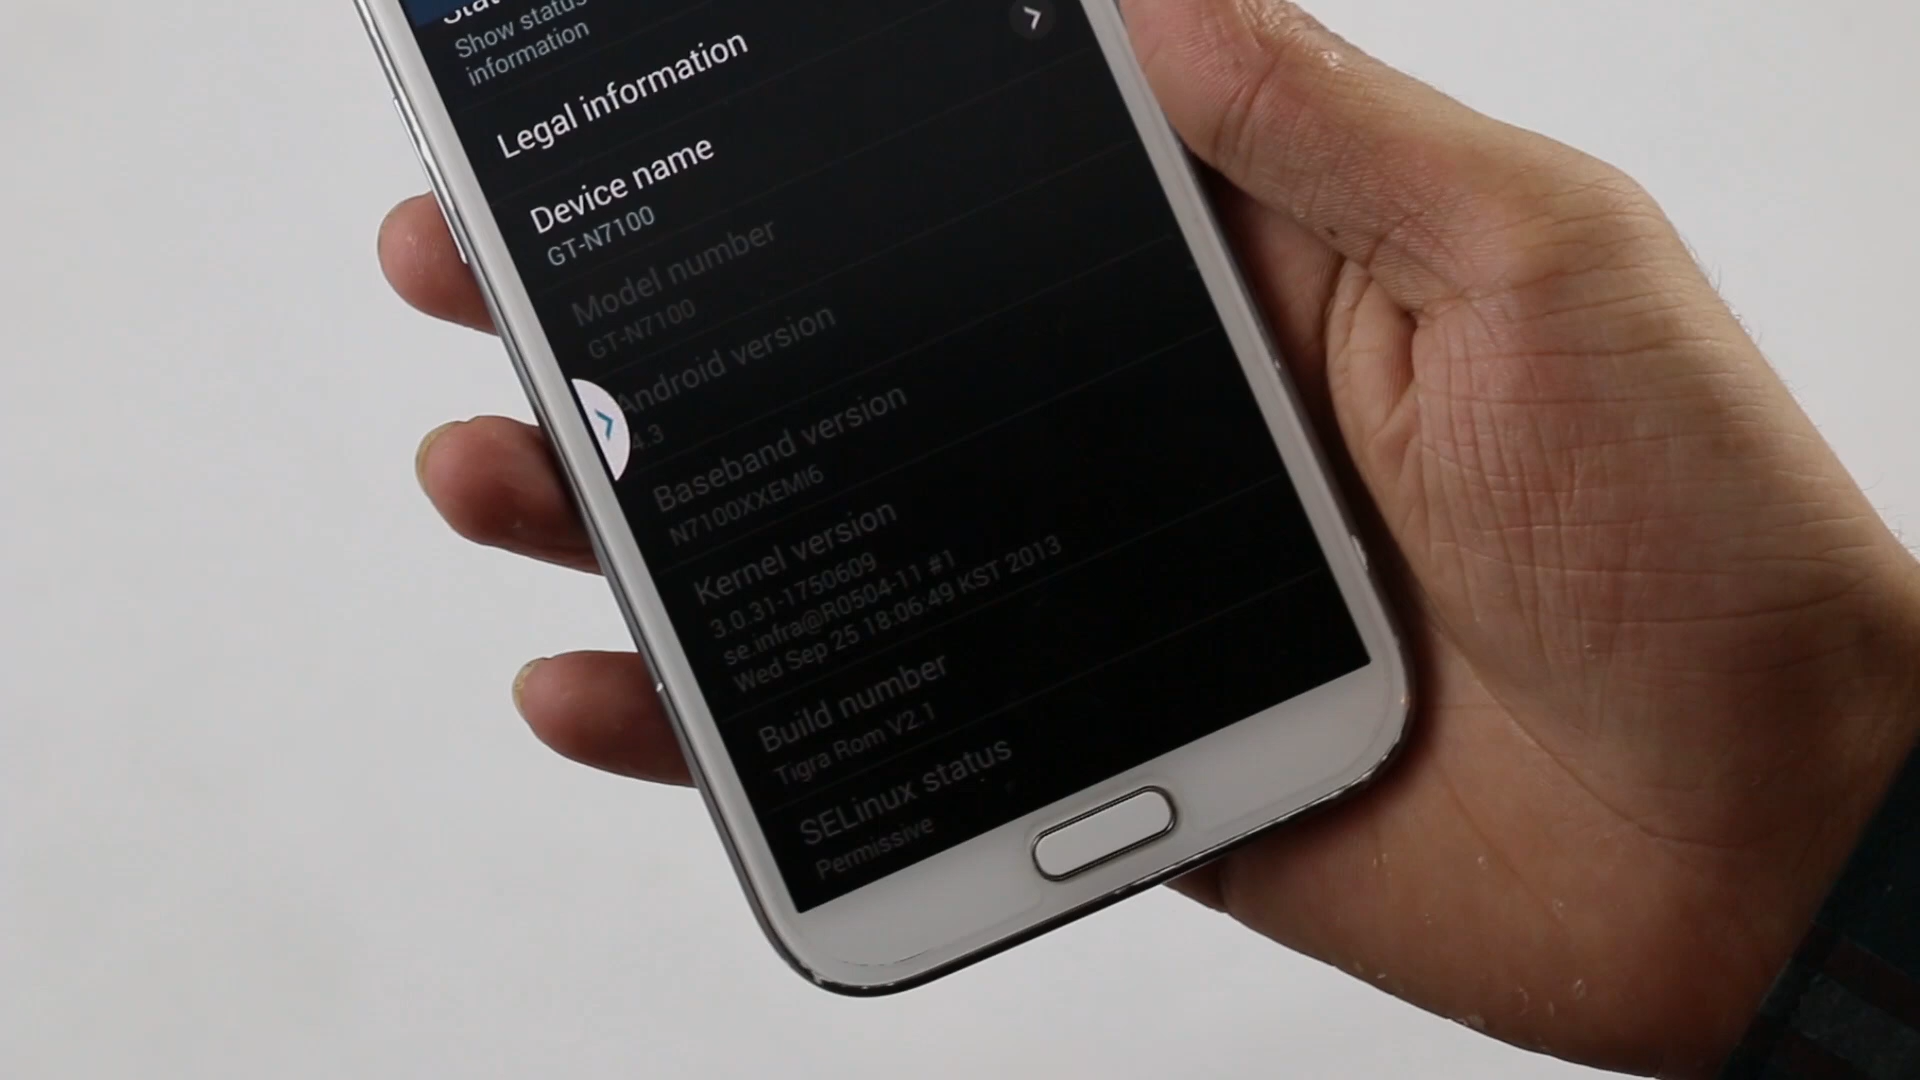 Show status
information
Legal information
Device name
GT-N7100
Model number
GT-N7100
Android version
4.3
Baseband version
N7100XXEMI6
Kernel version
3.0.31-1750609
se.infra@R0504-11 #1
Wed Sep 25 18:06:49 KST 2013
Build number
Tigra Rom V2.1
SELinux status
Permissive